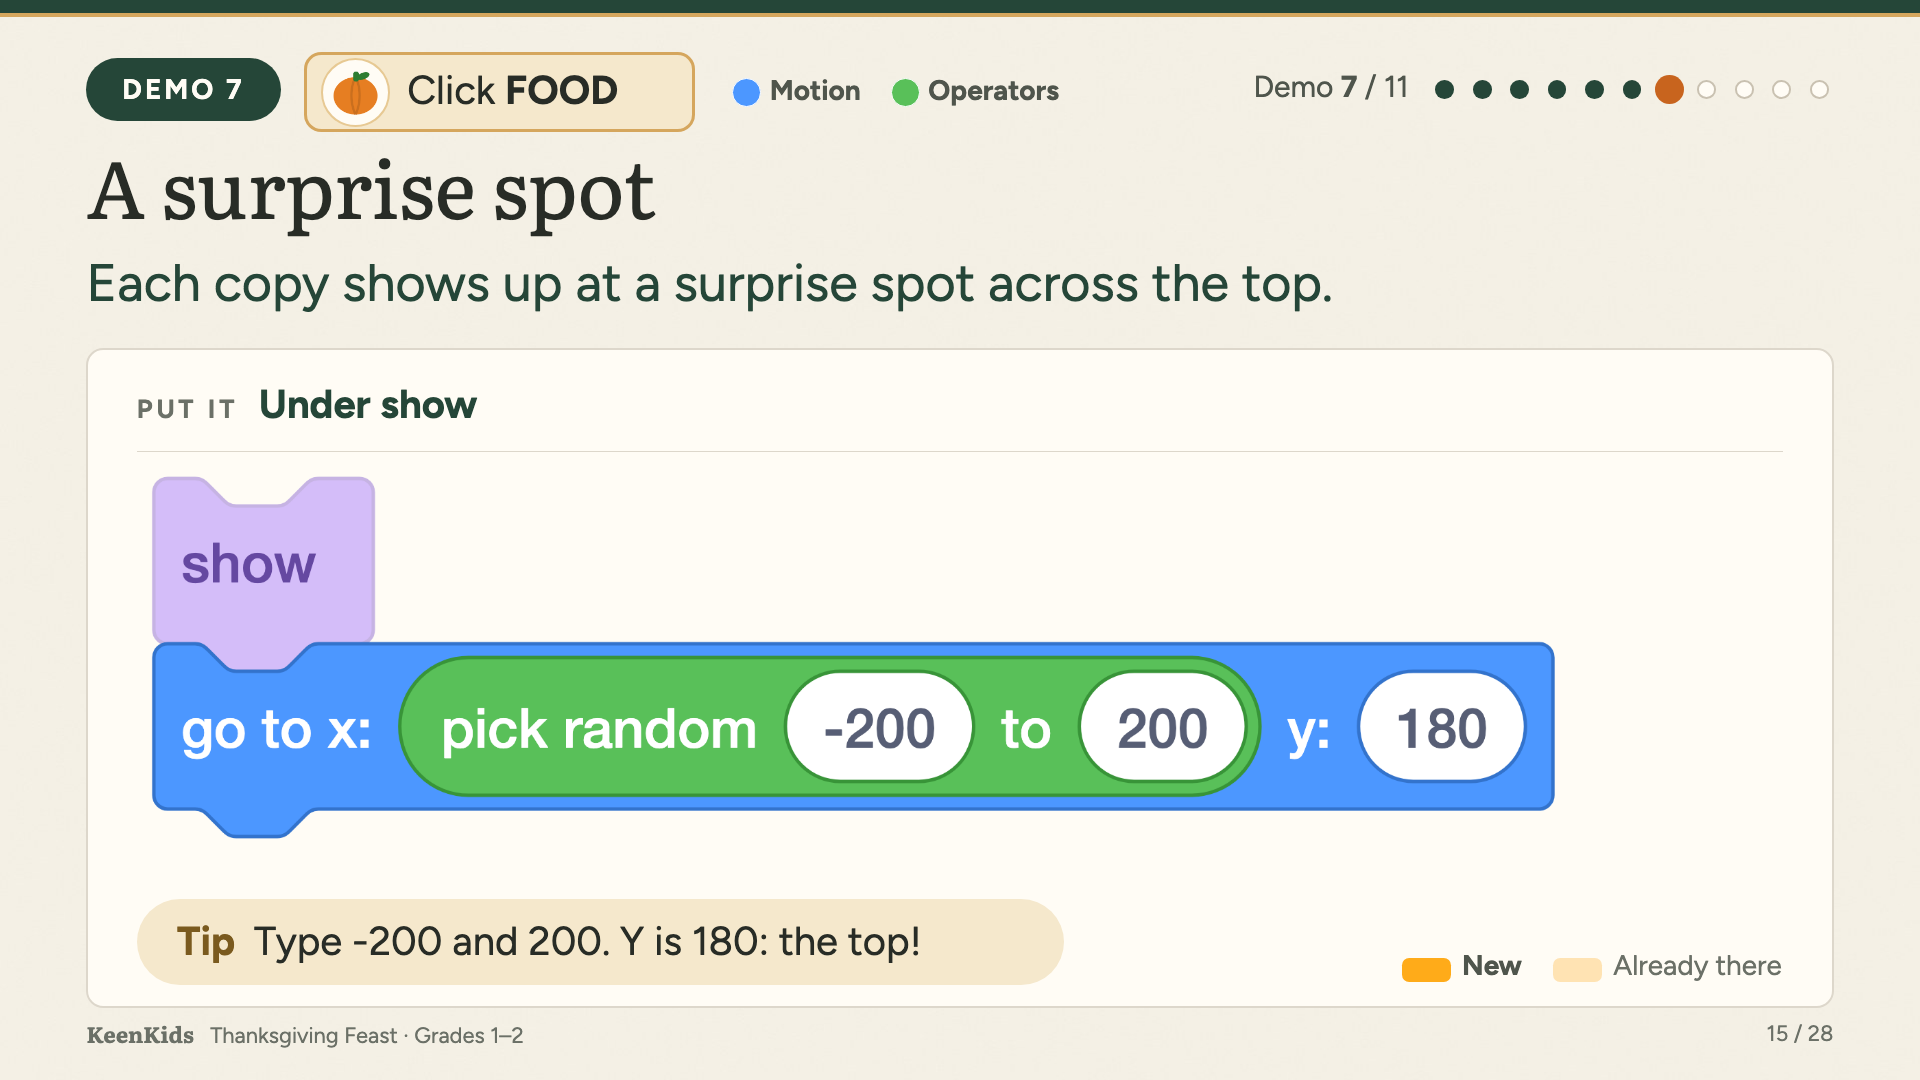 DEMO 7
Click FOOD
Motion
Operators
Demo 7 / 11
A surprise spot
Each copy shows up at a surprise spot across the top.
PUT IT Under show
show
go to x: pick random -200 to 200 y: 180
Tip Type -200 and 200. Y is 180: the top!
New
Already there
KeenKids Thanksgiving Feast · Grades 1–2
15 / 28